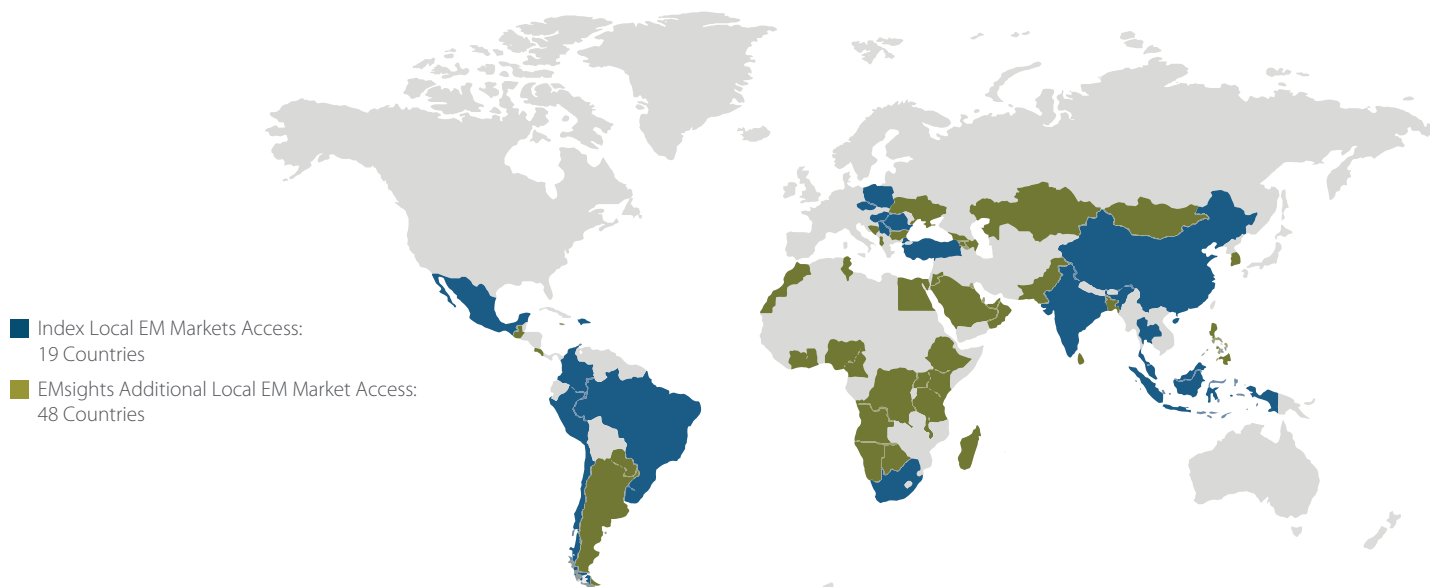 Index Local EM Markets Access:
19 Countries
EMsights Additional Local EM Market Access:
48 Countries